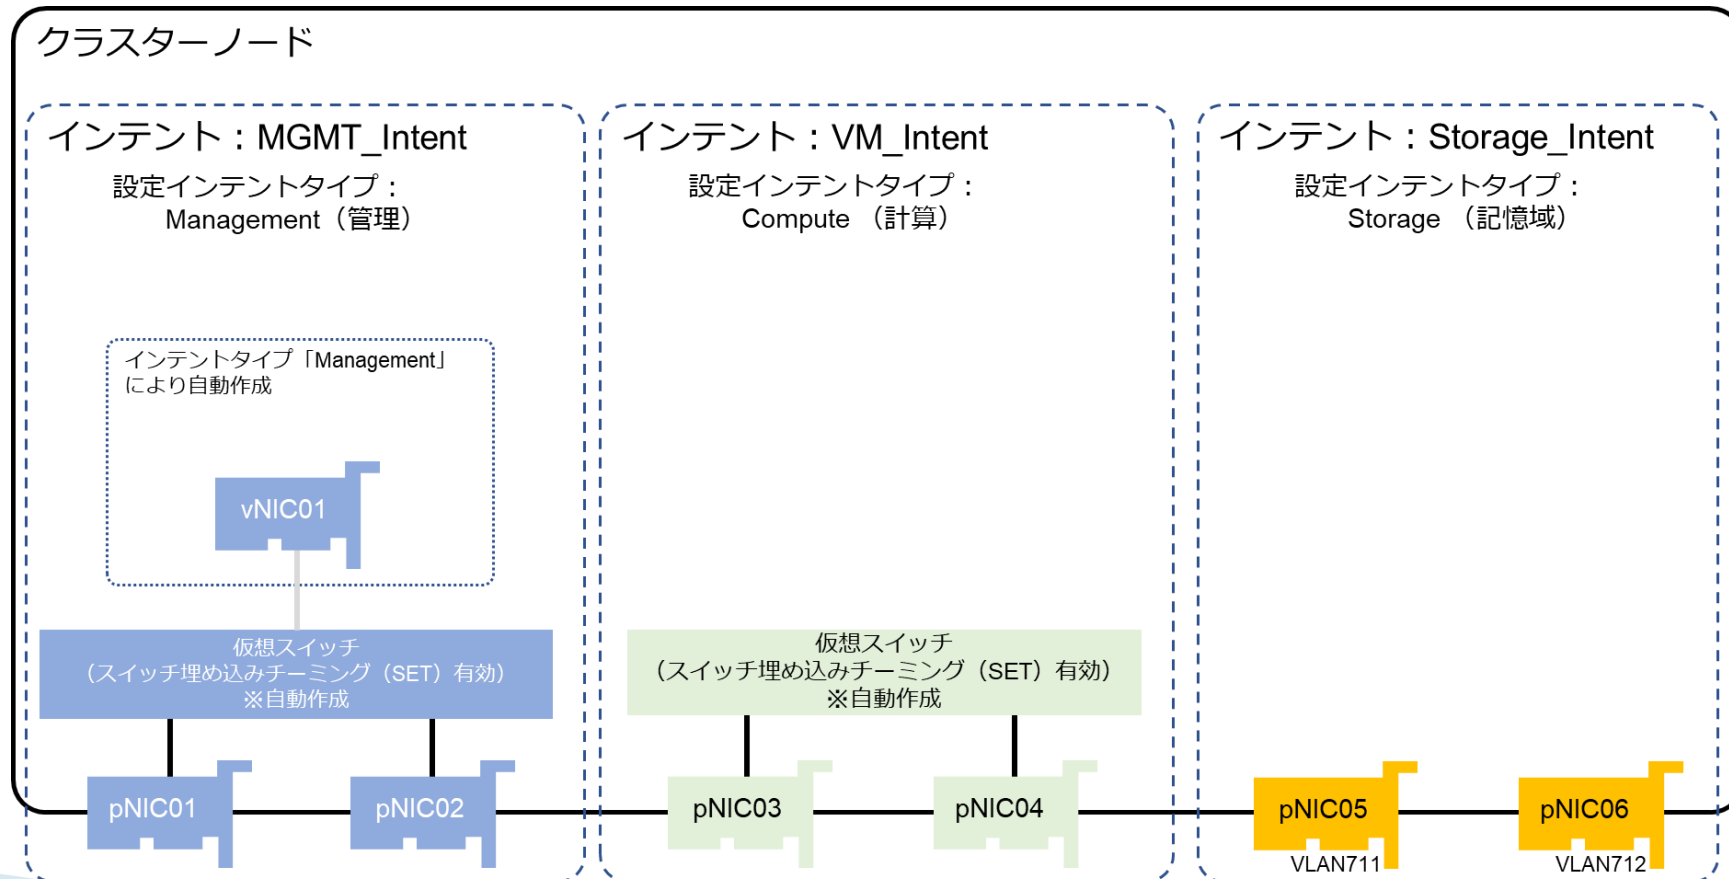 クラスターノード
インテント：MGMT_Intent
設定インテントタイプ：
Management（管理）
インテントタイプ「Management」
により自動作成
vNIC01
仮想スイッチ
（スイッチ埋め込みチーミング（SET）有効）
※自動作成
pNIC01
pNIC02
インテント：VM_Intent
設定インテントタイプ：
Compute （計算）
仮想スイッチ
（スイッチ埋め込みチーミング（SET）有効）
※自動作成
pNIC03
pNIC04
インテント：Storage_Intent
設定インテントタイプ：
Storage （記憶域）
pNIC05
VLAN711
pNIC06
VLAN712